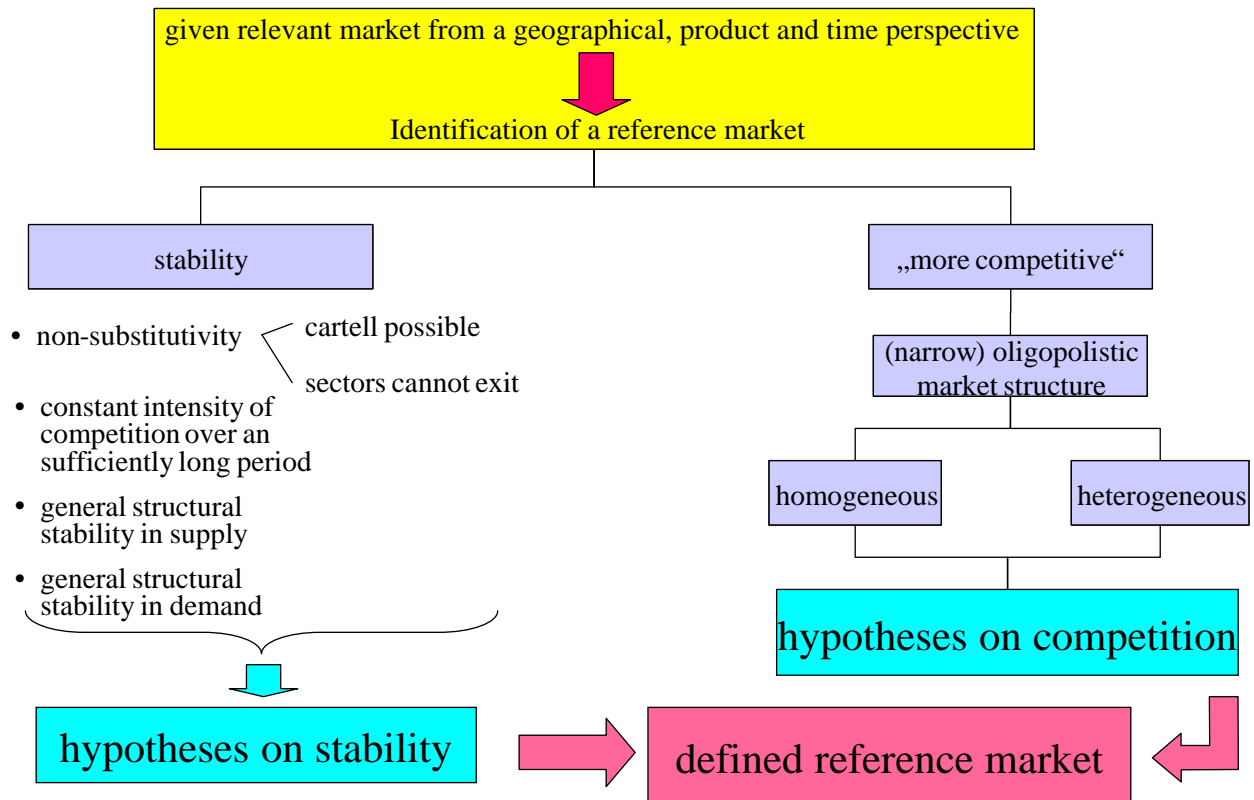 given relevant market from a geographical, product and time perspective
Identification of a reference market
stability
„more competitive“
• non-substitutivity
cartell possible
sectors cannot exit
• constant intensity of
competition over an
sufficiently long period
• general structural
stability in supply
• general structural
stability in demand
(narrow) oligopolistic
market structure
homogeneous
heterogeneous
hypotheses on competition
hypotheses on stability
defined reference market